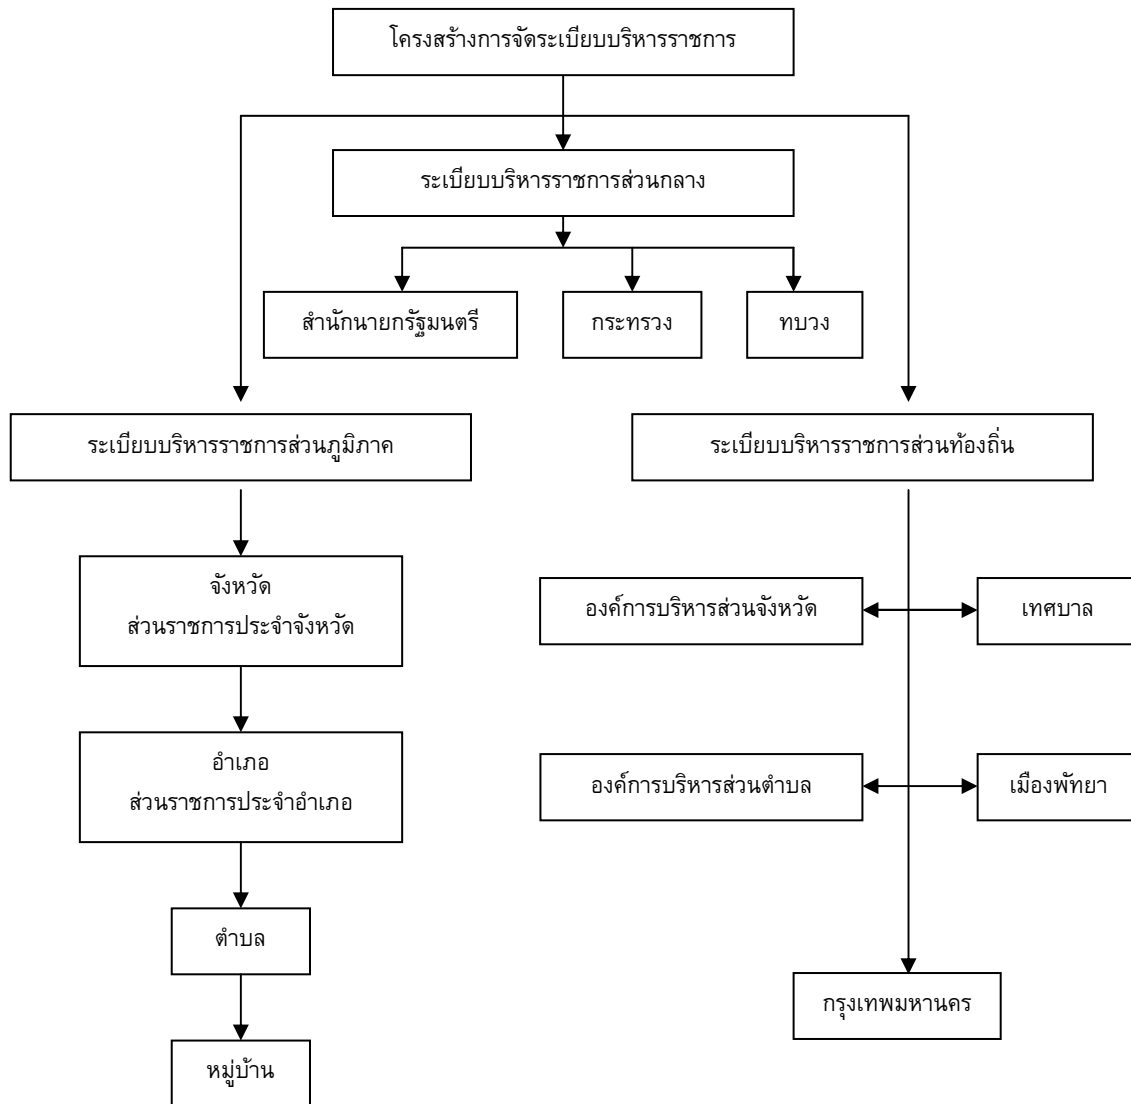 โครงสร้างการจัดระเบียบบริหารราชการ
ระเบียบบริหารราชการส่วนกลาง
สำนักนายกรัฐมนตรี
กระทรวง
ทบวง
ระเบียบบริหารราชการส่วนภูมิภาค
ระเบียบบริหารราชการส่วนท้องถิ่น
จังหวัด
ส่วนราชการประจำจังหวัด
องค์การบริหารส่วนจังหวัด
เทศบาล
อำเภอ
ส่วนราชการประจำอำเภอ
องค์การบริหารส่วนตำบล
เมืองพัทยา
ตำบล
กรุงเทพมหานคร
หมู่บ้าน